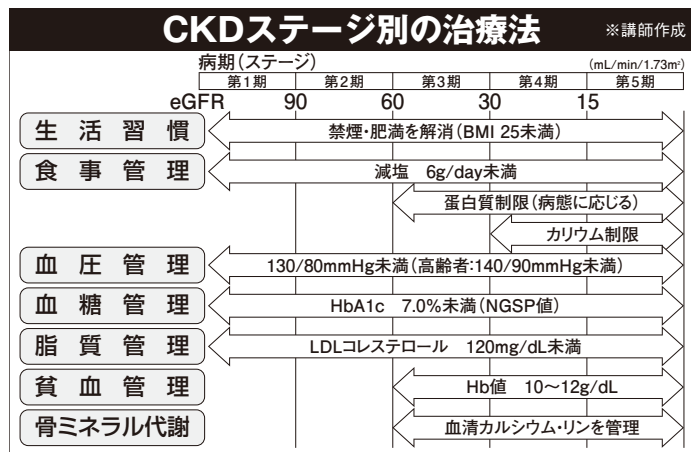 CKDステージ別の治療法 ※講師作成
病期(ステージ) (mL/min/1.73m²)
第1期 第2期 第3期 第4期 第5期
eGFR 90 60 30 15
生活習慣 禁煙・肥満を解消(BMI 25未満)
食事管理 減塩 6g/day未満
蛋白質制限(病態に応じる)
カリウム制限
血圧管理 130/80mmHg未満(高齢者:140/90mmHg未満)
血糖管理 HbA1c 7.0%未満(NGSP値)
脂質管理 LDLコレステロール 120mg/dL未満
貧血管理 Hb値 10〜12g/dL
骨ミネラル代謝 血清カルシウム・リンを管理